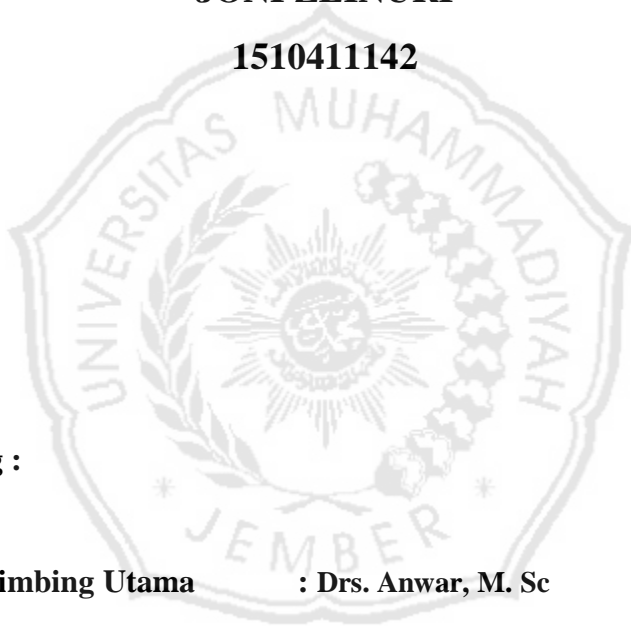 1510411142
UNIVERSITAS MUHAMMADIYAH
* JEMBER *
:
imbing Utama : Drs. Anwar, M. Sc